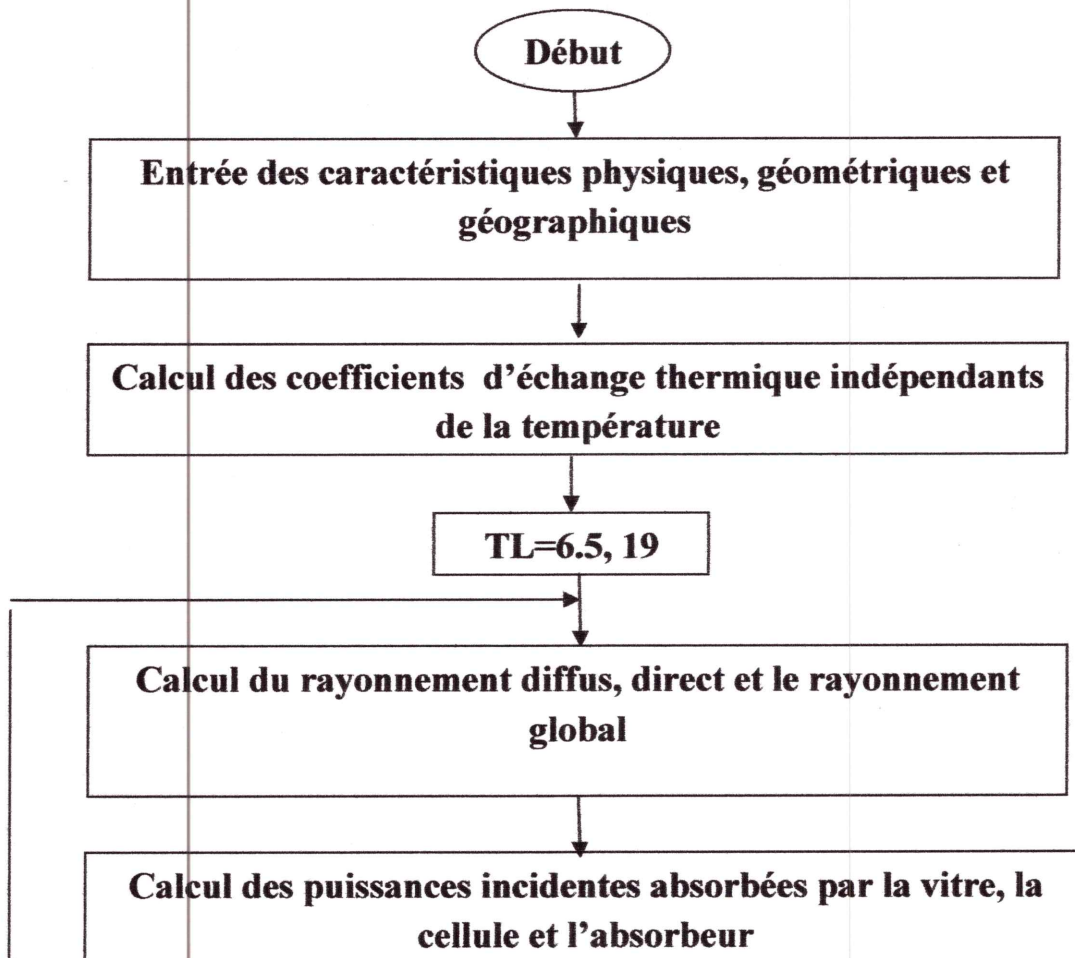 Début
Entrée des caractéristiques physiques, géométriques et
géographiques
Calcul des coefficients d'échange thermique indépendants
de la température
TL=6.5, 19
Calcul du rayonnement diffus, direct et le rayonnement
global
Calcul des puissances incidentes absorbées par la vitre, la
cellule et l'absorbeur